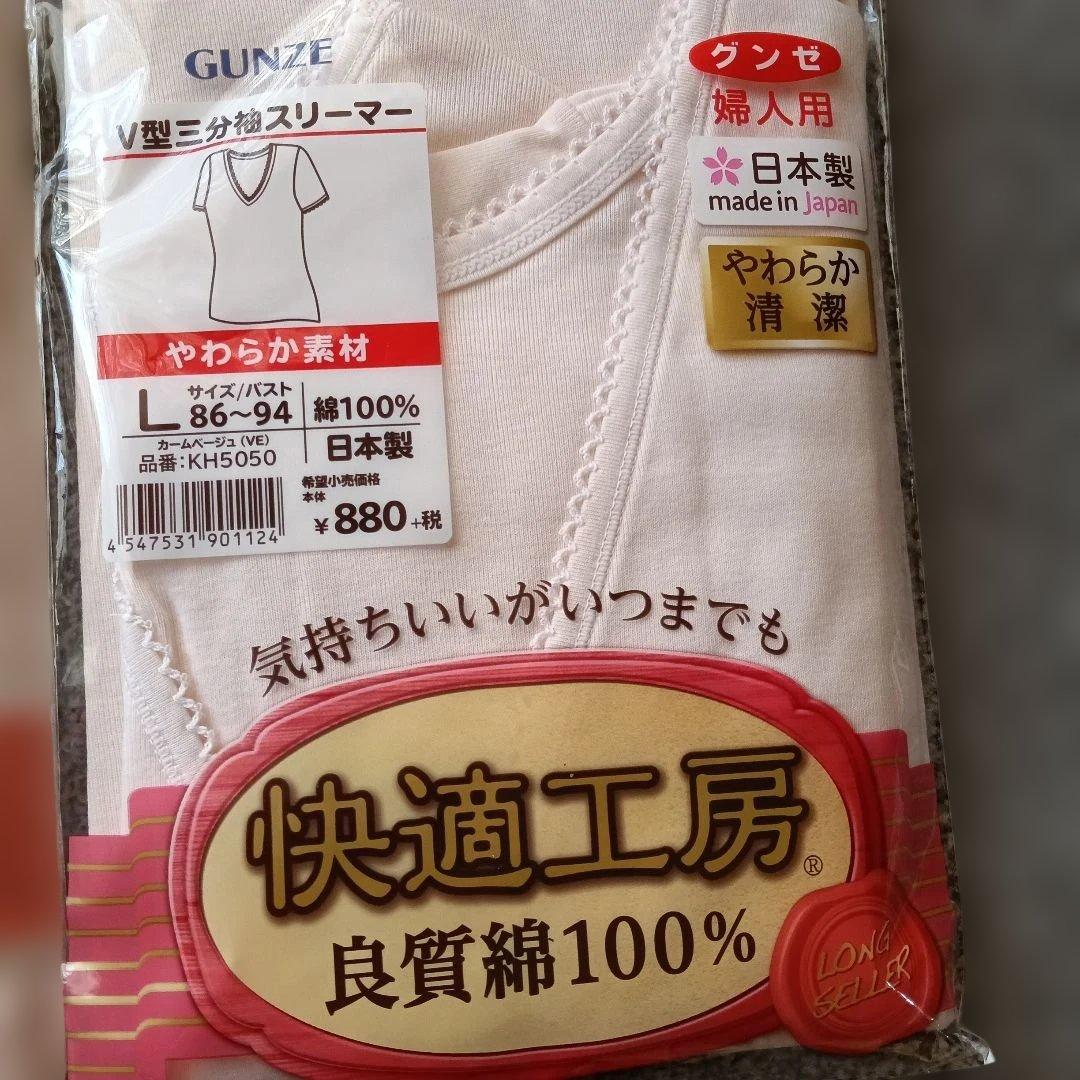 GUNZE
V型三分袖スリーマー
やわらか素材
L サイズ/バスト 86～94
綿100%
カームベージュ(VE)
品番:KH5050
日本製
希望小売価格
本体
¥880+税
4 547531 901124
グンゼ
婦人用
日本製
made in Japan
やわらか
清潔
気持ちいいがいつまでも
快適工房®
良質綿100%
LONG
SELLER